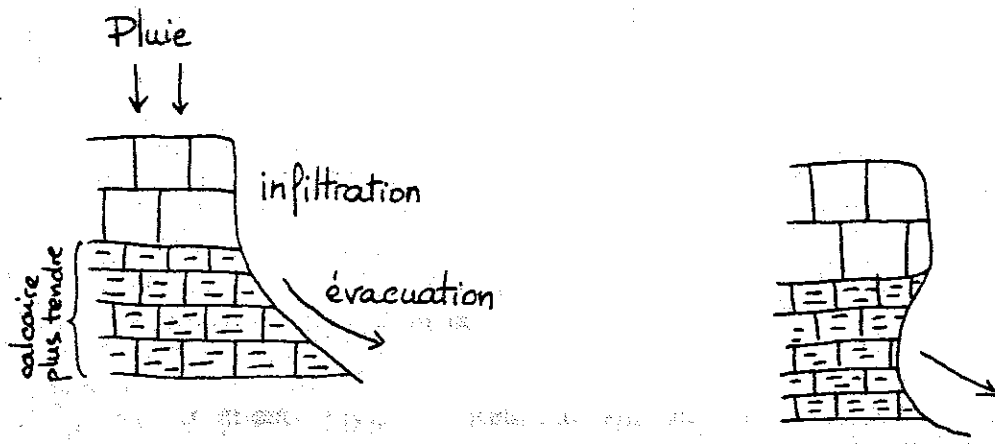 Pluie
infiltration
évacuation
calcaire
plus tendre